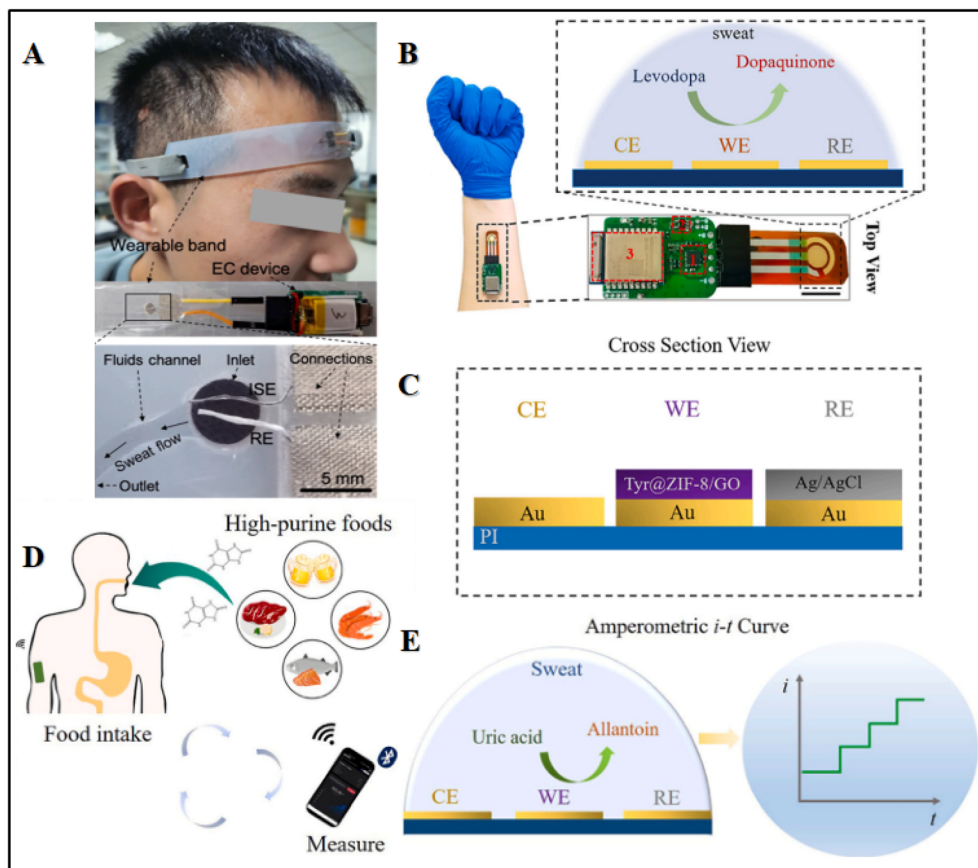 A
Wearable band
EC device
Fluids channel
Inlet
Connections
ISE
RE
Sweat flow
Outlet
5 mm
B
sweat
Levodopa
Dopaquinone
CE
WE
RE
3
1
Top View
Cross Section View
C
CE
WE
RE
Tyr@ZIF-8/GO
Ag/AgCl
Au
Au
Au
PI
D
High-purine foods
Food intake
Measure
E
Amperometric i-t Curve
Sweat
Uric acid
Allantoin
CE
WE
RE
i
t